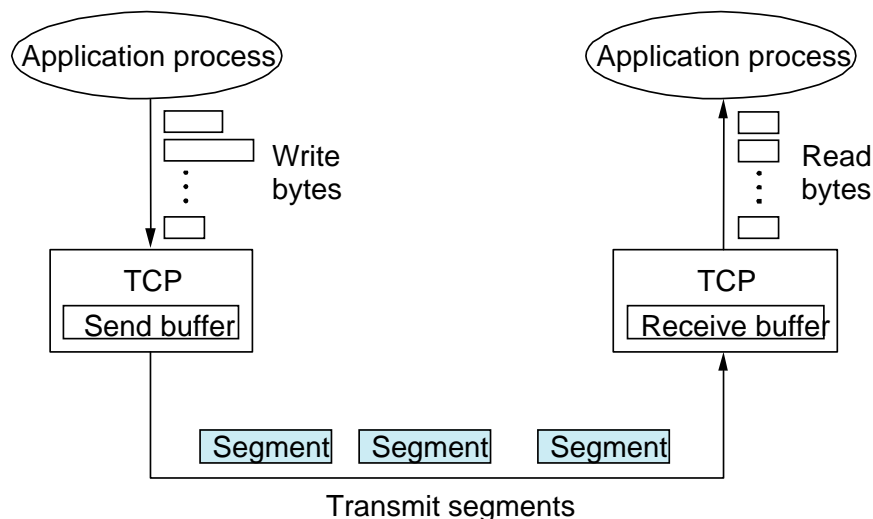 Application process
Application process
Write
bytes
Read
bytes
TCP
Send buffer
TCP
Receive buffer
Segment
Segment
Segment
Transmit segments